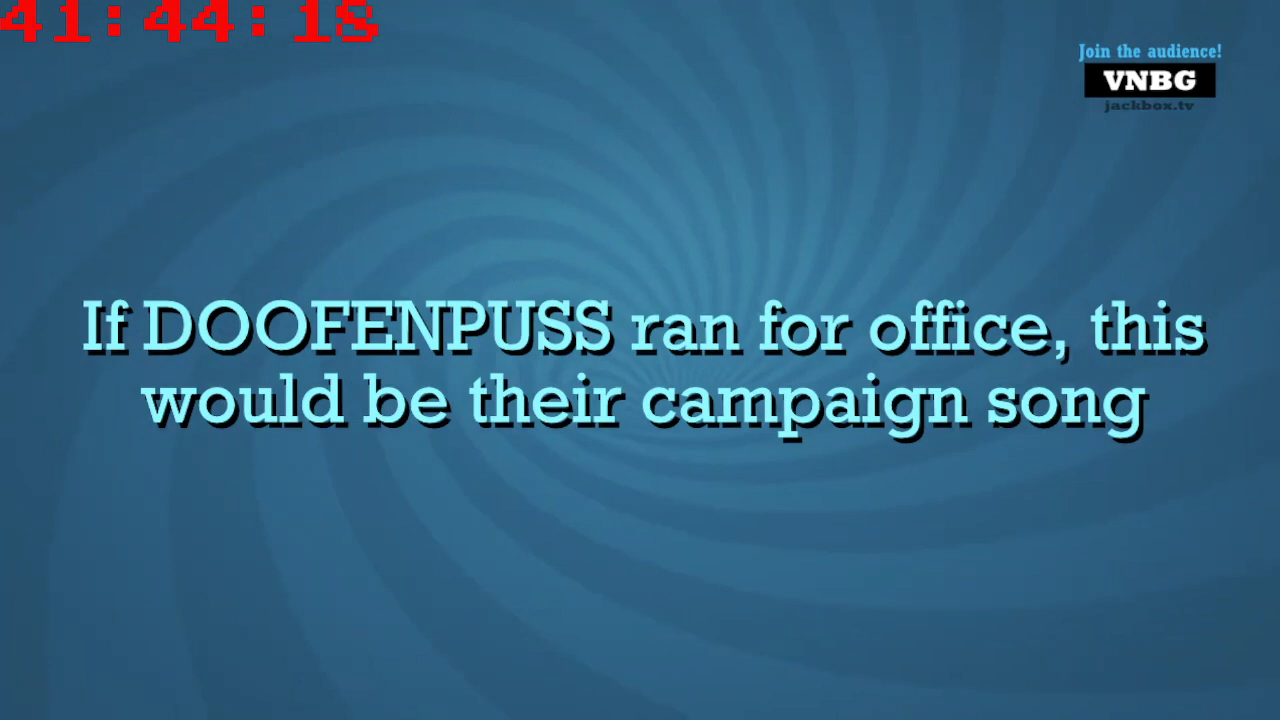 41:44:18
Join the audience!
VNBG
jackbox.tv
If DOOFENPUSS ran for office, this
would be their campaign song